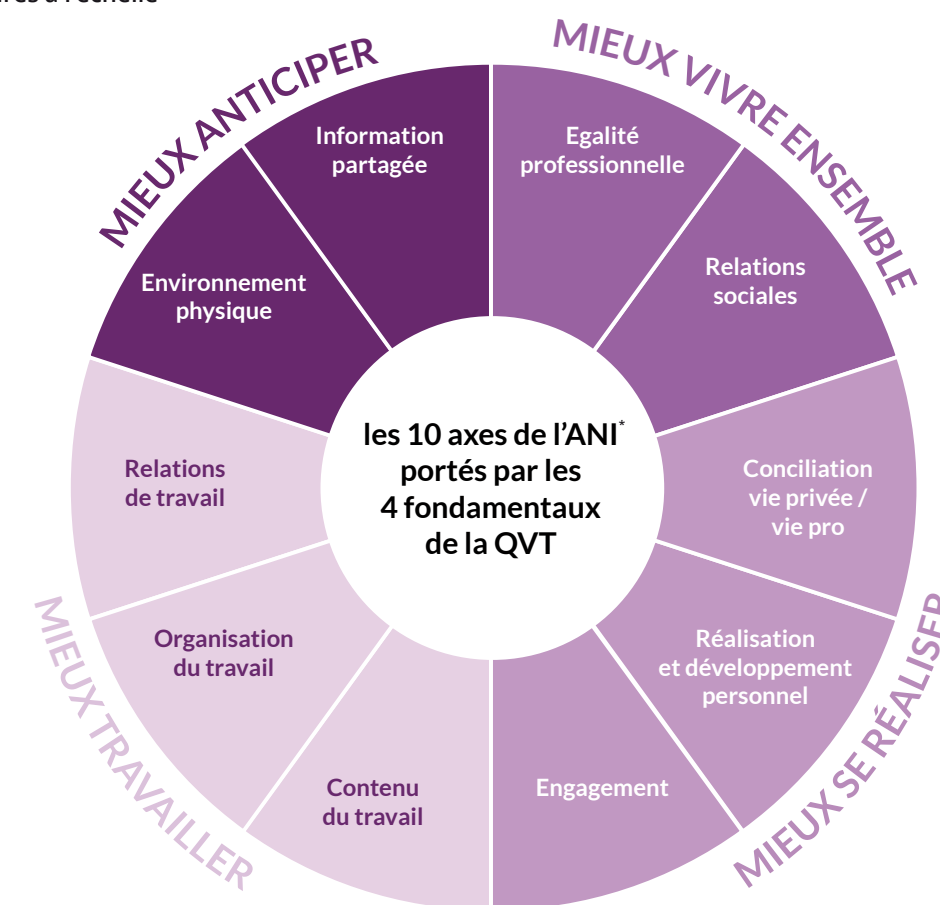 ires à l'échelle
MIEUX ANTICIPER
MIEUX VIVRE ENSEMBLE
Information
partagée
Egalité
professionnelle
Environnement
physique
Relations
sociales
les 10 axes de l'ANI*
portés par les
4 fondamentaux
de la QVT
Relations
de travail
Conciliation
vie privée /
vie pro
Organisation
du travail
Réalisation
et développement
personnel
Contenu
du travail
Engagement
MIEUX TRAVAILLER
MIEUX SE RÉALISER